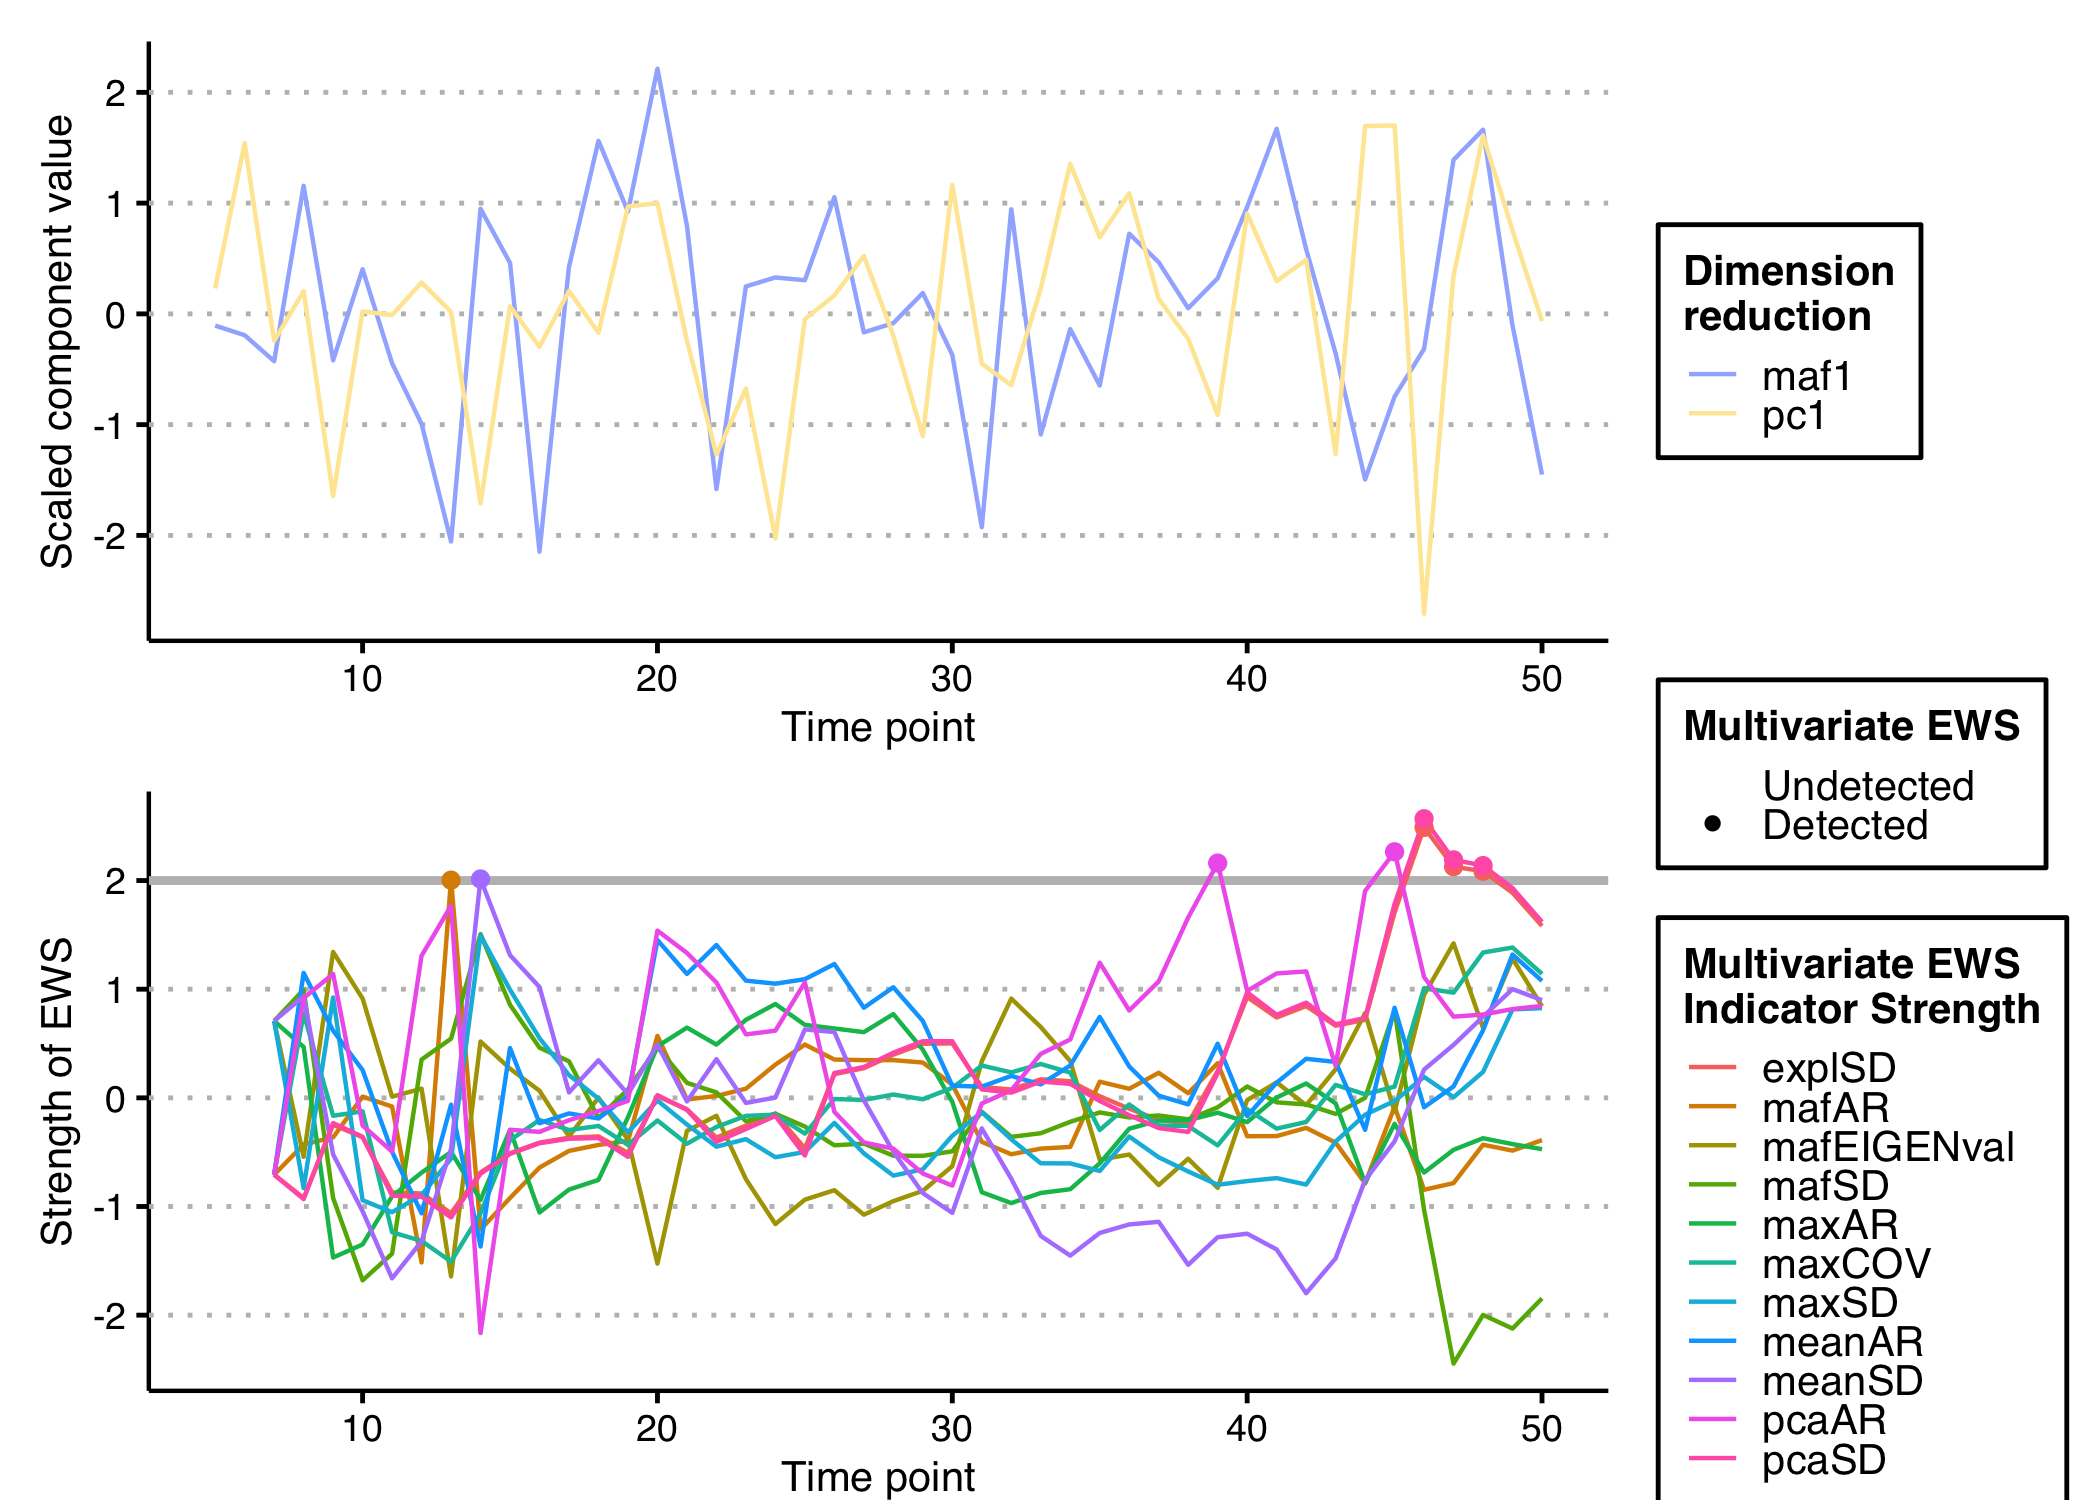 2
1
0
-1
-2
Scaled component value
10 20 30 40 50
Time point
Dimension
reduction
maf1
pc1
2
1
0
-1
-2
Strength of EWS
10 20 30 40 50
Time point
Multivariate EWS
Undetected
Detected
Multivariate EWS
Indicator Strength
explSD
mafAR
mafEIGENval
mafSD
maxAR
maxCOV
maxSD
meanAR
meanSD
pcaAR
pcaSD